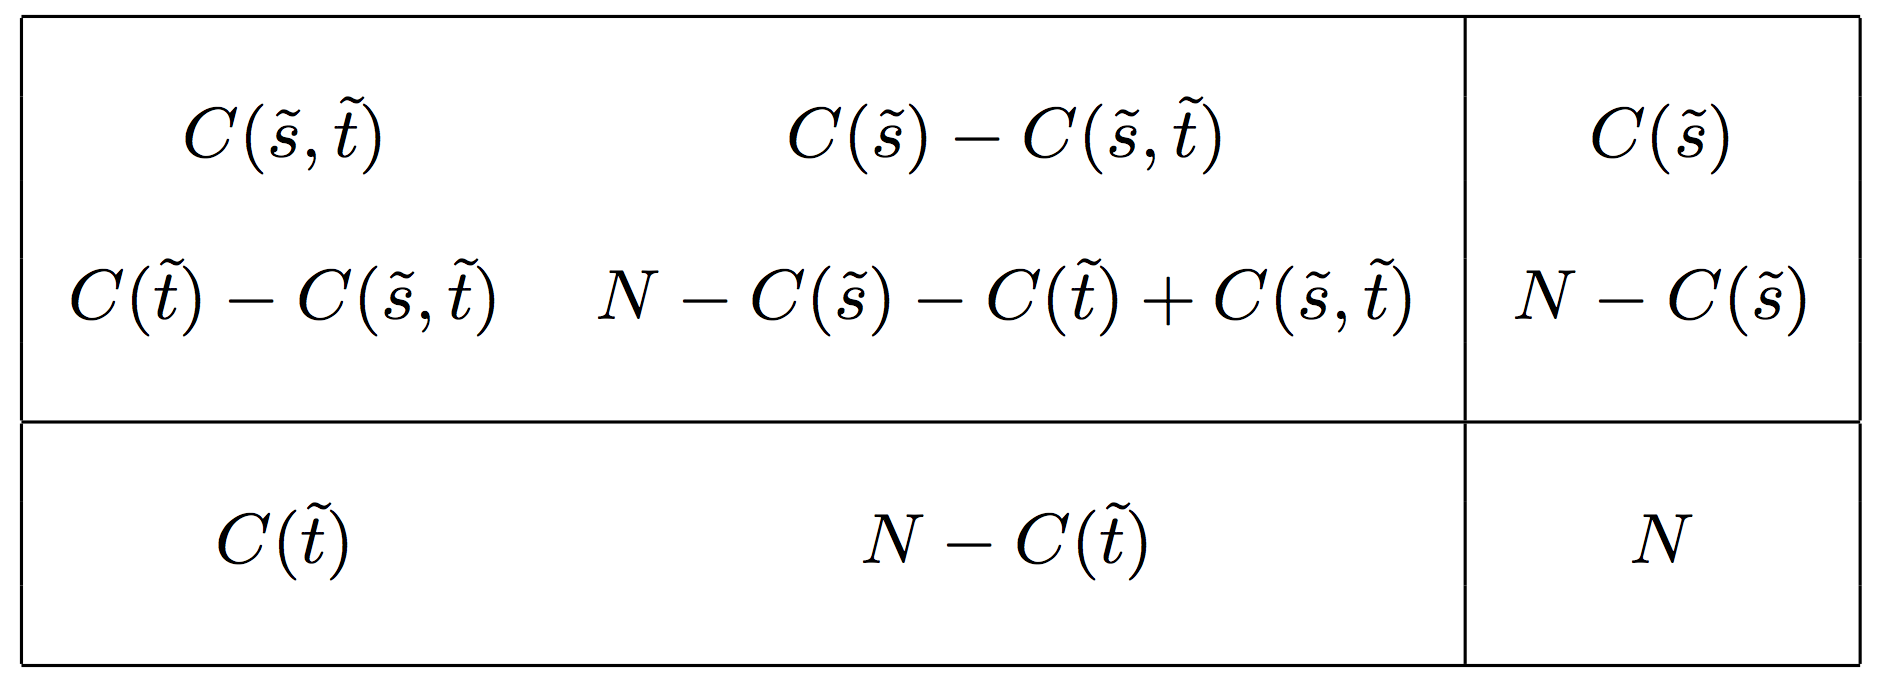 C(s̃, t̃) C(s̃) − C(s̃, t̃) C(s̃)
C(t̃) − C(s̃, t̃) N − C(s̃) − C(t̃) + C(s̃, t̃) N − C(s̃)
C(t̃) N − C(t̃) N